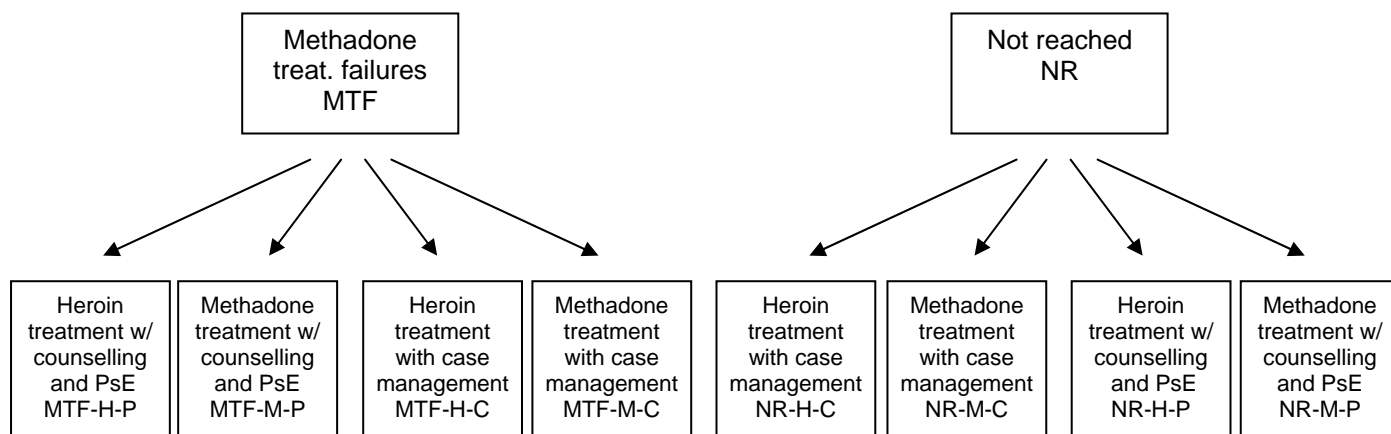 Methadone
treat. failures
MTF
Not reached
NR
Heroin
treatment w/
counselling
and PsE
MTF-H-P
Methadone
treatment w/
counselling
and PsE
MTF-M-P
Heroin
treatment
with case
management
MTF-H-C
Methadone
treatment
with case
management
MTF-M-C
Heroin
treatment
with case
management
NR-H-C
Methadone
treatment
with case
management
NR-M-C
Heroin
treatment w/
counselling
and PsE
NR-H-P
Methadone
treatment w/
counselling
and PsE
NR-M-P